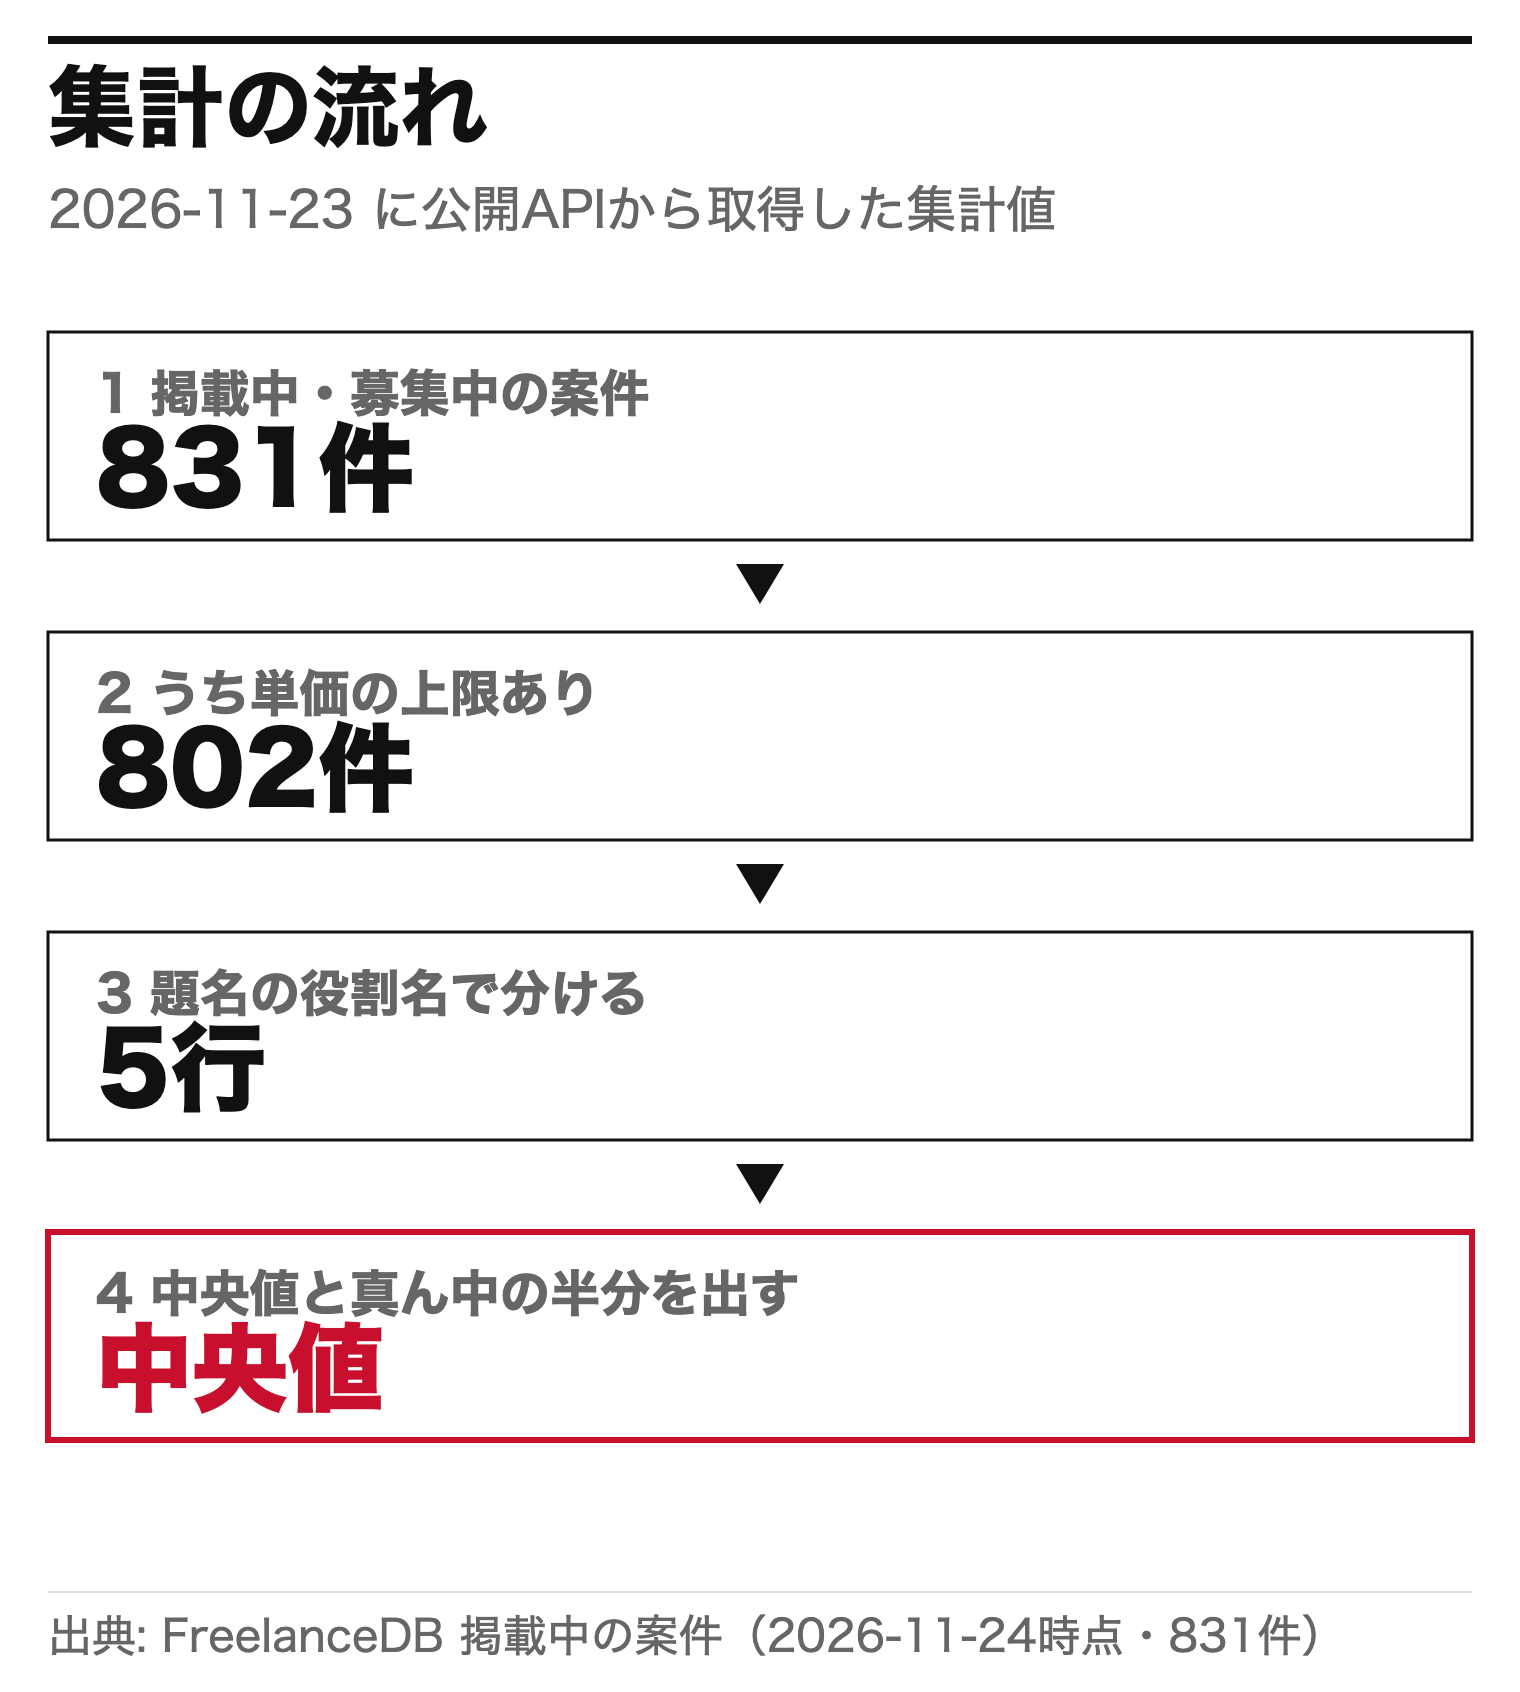 集計の流れ
2026-11-23 に公開APIから取得した集計値
1 掲載中・募集中の案件
831件
2 うち単価の上限あり
802件
3 題名の役割名で分ける
5行
4 中央値と真ん中の半分を出す
中央値
出典: FreelanceDB 掲載中の案件（2026-11-24時点・831件）